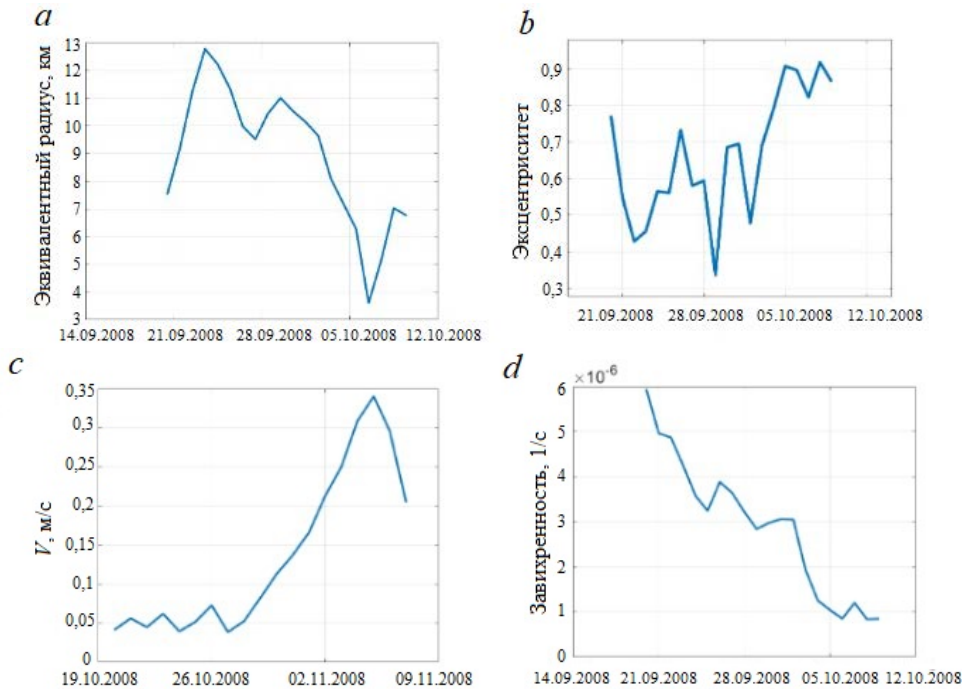 a
Эквивалентный радиус, км
13
12
11
10
9
8
7
6
5
4
3
14.09.2008 21.09.2008 28.09.2008 05.10.2008 12.10.2008
b
Эксцентриситет
0,9
0,8
0,7
0,6
0,5
0,4
0,3
21.09.2008 28.09.2008 05.10.2008 12.10.2008
c
V, м/с
0,35
0,3
0,25
0,2
0,15
0,1
0,05
0
19.10.2008 26.10.2008 02.11.2008 09.11.2008
d
×10-6
Завихренность, 1/с
6
5
4
3
2
1
0
14.09.2008 21.09.2008 28.09.2008 05.10.2008 12.10.2008